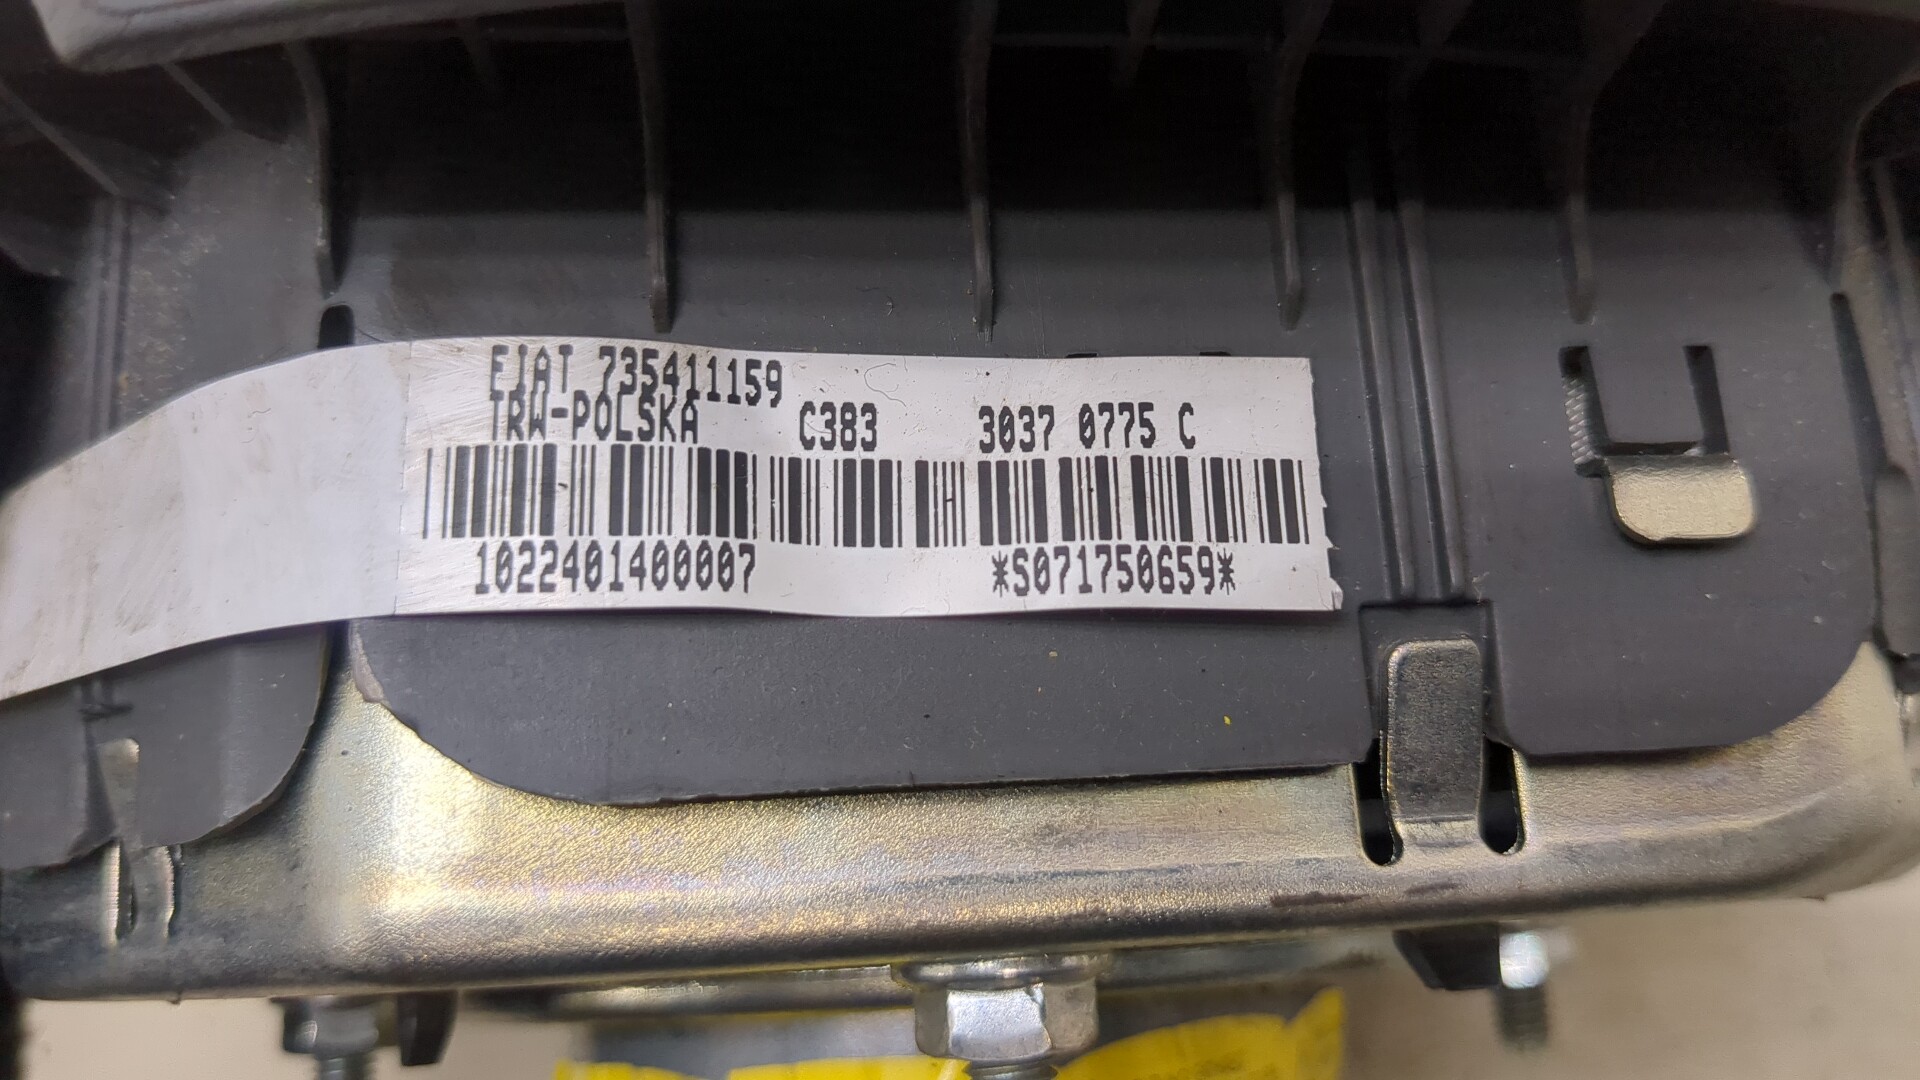 FIAT 735411159
TRW-POLSKA C383 3037 0775 C
1022401400007 *S071750659*